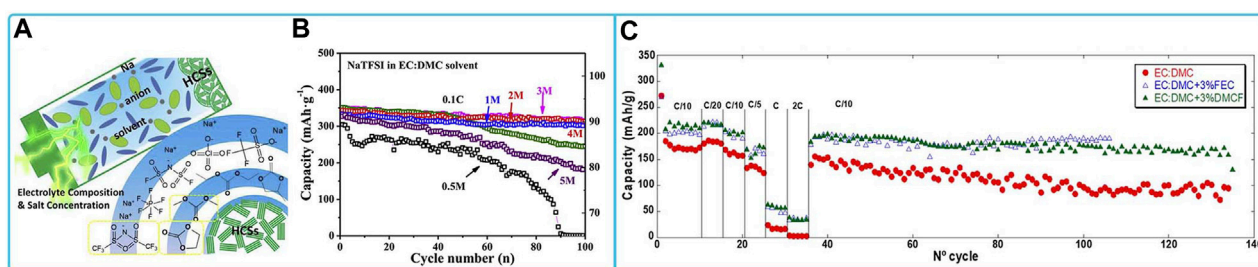 A
Na
HCSs
anion
solvent
Electrolyte Composition
& Salt Concentration
Na⁺
Na⁺
Na⁺
Na⁺
HCSs
B
NaTFSI in EC:DMC solvent
0.1C
1M
2M
3M
4M
5M
0.5M
Capacity (mAh·g⁻¹)
500
400
300
200
100
0
100
90
80
70
0
20
40
60
80
100
Cycle number (n)
C
EC:DMC
EC:DMC+3%FEC
EC:DMC+3%DMCF
C/10
C/20
C/10
C/5
C
2C
C/10
Capacity (mAh/g)
350
300
250
200
150
100
50
0
0
20
40
60
80
100
120
140
N° cycle